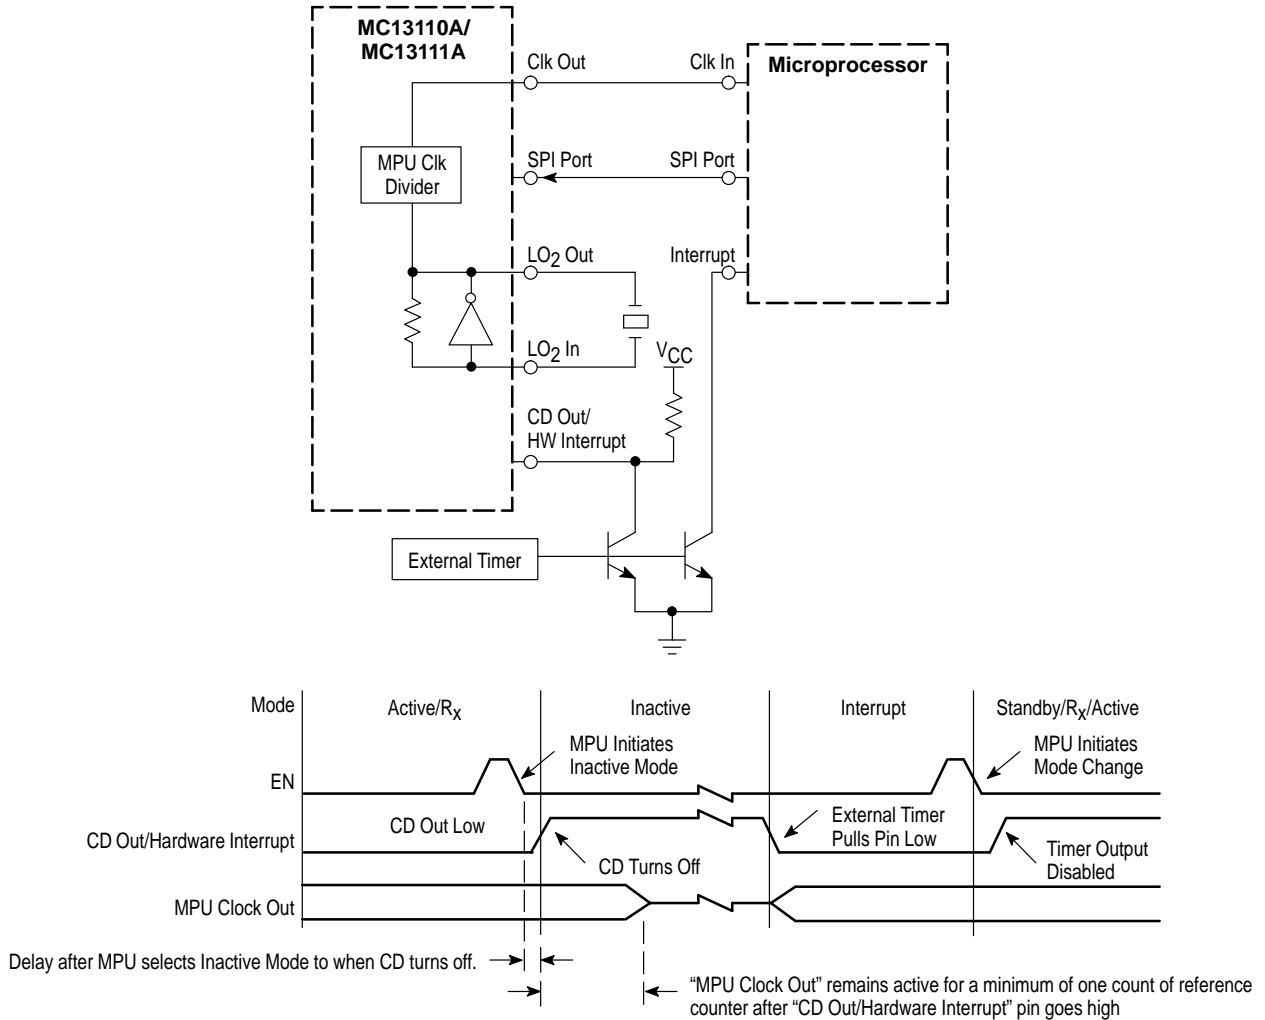 MC13110A/
MC13111A
Clk Out
Clk In
Microprocessor
MPU Clk
Divider
SPI Port
SPI Port
LO2 Out
Interrupt
LO2 In
VCC
CD Out/
HW Interrupt
External Timer
Mode
Active/Rx
Inactive
Interrupt
Standby/Rx/Active
EN
MPU Initiates
Inactive Mode
MPU Initiates
Mode Change
CD Out/Hardware Interrupt
CD Out Low
CD Turns Off
External Timer
Pulls Pin Low
Timer Output
Disabled
MPU Clock Out
Delay after MPU selects Inactive Mode to when CD turns off.
“MPU Clock Out” remains active for a minimum of one count of reference
counter after “CD Out/Hardware Interrupt” pin goes high